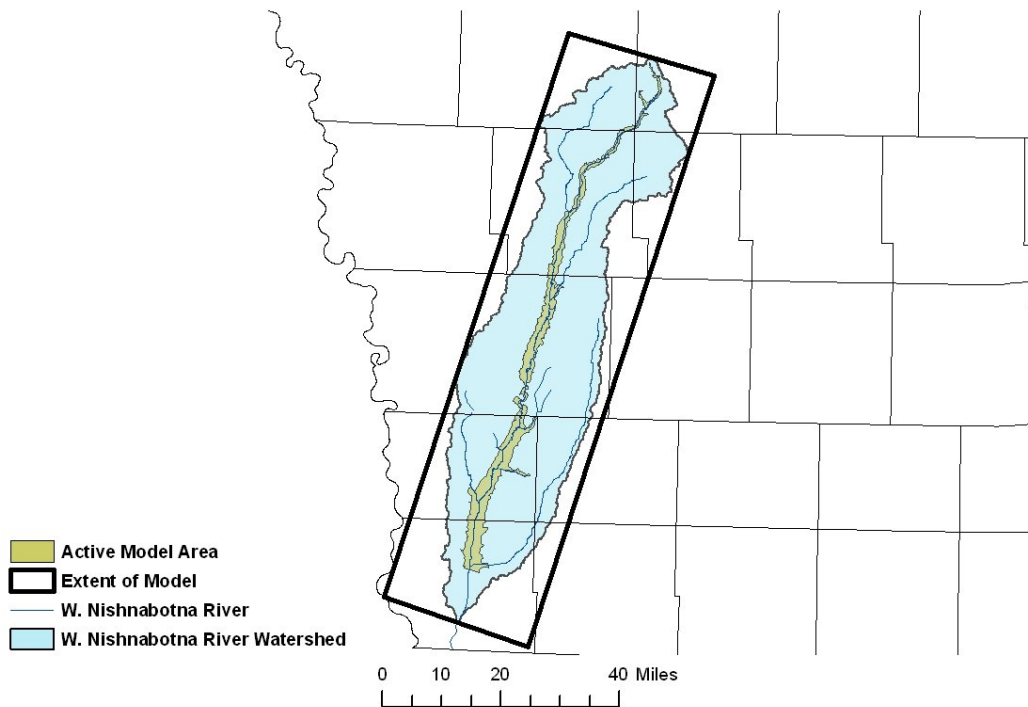 Active Model Area
Extent of Model
W. Nishnabotna River
W. Nishnabotna River Watershed
0 10 20 40 Miles